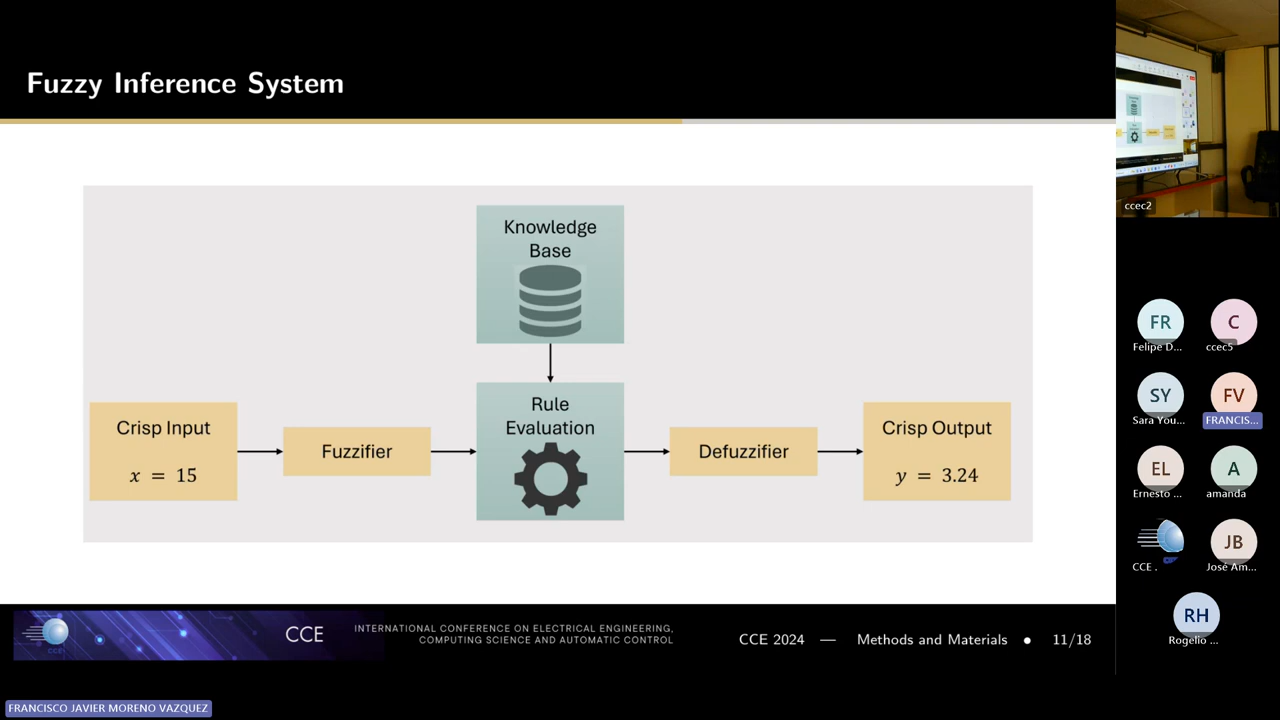 Fuzzy Inference System
Knowledge
Base
Rule
Evaluation
Crisp Input
x = 15
Fuzzifier
Defuzzifier
Crisp Output
y = 3.24
CCE
INTERNATIONAL CONFERENCE ON ELECTRICAL ENGINEERING,
COMPUTING SCIENCE AND AUTOMATIC CONTROL
CCE 2024 — Methods and Materials • 11/18
FRANCISCO JAVIER MORENO VAZQUEZ
ccec2
FR
Felipe D...
C
ccec5
SY
Sara You...
FV
FRANCIS...
EL
Ernesto ...
A
amanda
CCE .
JB
José Am...
RH
Rogelio ...